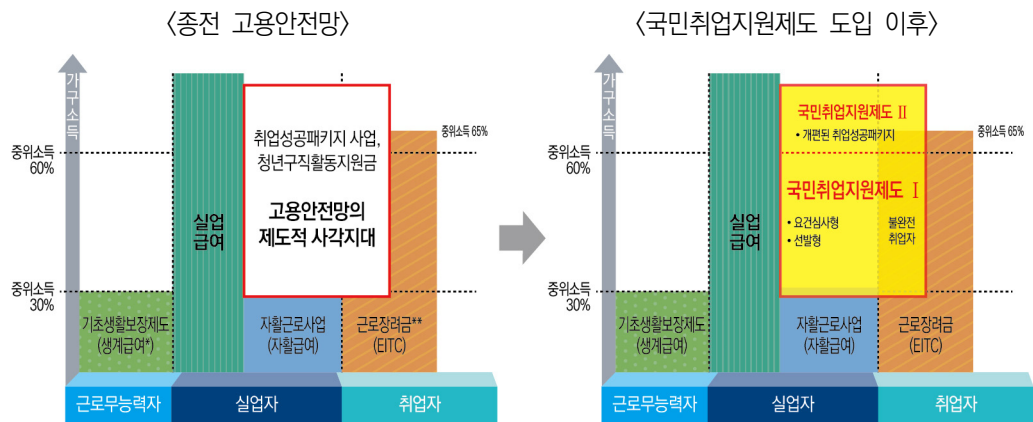 〈종전 고용안전망〉
가구소득
중위소득
60%
중위소득
30%
취업성공패키지 사업,
청년구직활동지원금
고용안전망의
제도적 사각지대
중위소득 65%
실업
급여
기초생활보장제도
(생계급여*)
자활근로사업
(자활급여)
근로장려금**
(EITC)
근로무능력자
실업자
취업자
〈국민취업지원제도 도입 이후〉
가구소득
중위소득
60%
중위소득
30%
국민취업지원제도 Ⅱ
• 개편된 취업성공패키지
중위소득 65%
국민취업지원제도 Ⅰ
• 요건심사형
• 선발형
불완전
취업자
실업
급여
기초생활보장제도
(생계급여)
자활근로사업
(자활급여)
근로장려금
(EITC)
근로무능력자
실업자
취업자